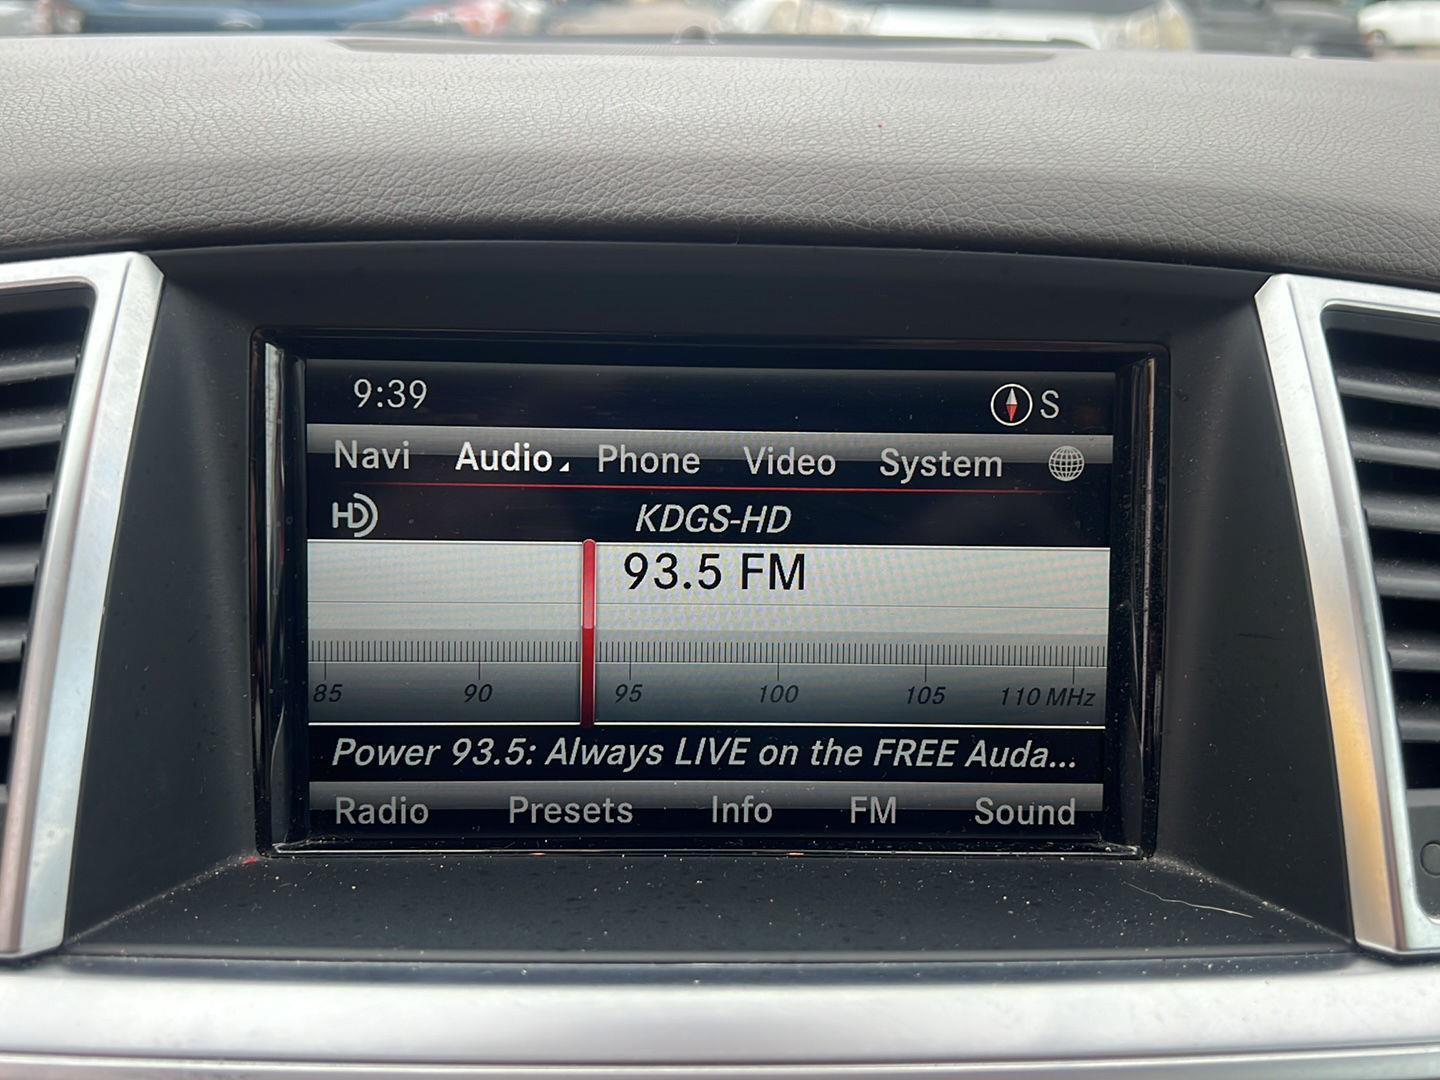 9:39 S
Navi Audio Phone Video System
HD KDGS-HD
93.5 FM
85 90 95 100 105 110 MHz
Power 93.5: Always LIVE on the FREE Auda...
Radio Presets Info FM Sound